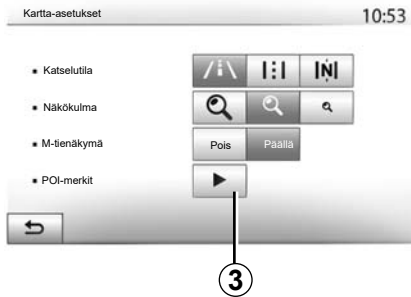 Kartta-asetukset 10:53
▪ Katselutila N
▪ Näkökulma
▪ M-tienäkymä Pois Päällä
▪ POI-merkit
3